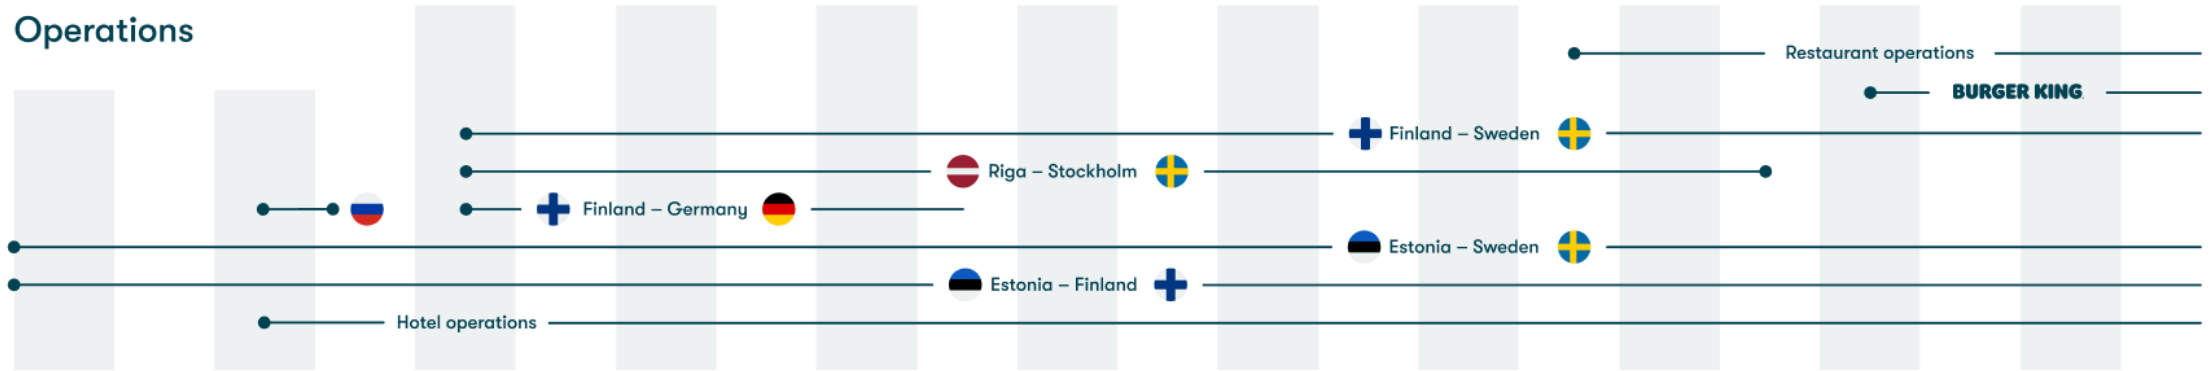 Operations
Restaurant operations
BURGER KING
Finland – Sweden
Riga – Stockholm
Finland – Germany
Estonia – Sweden
Estonia – Finland
Hotel operations